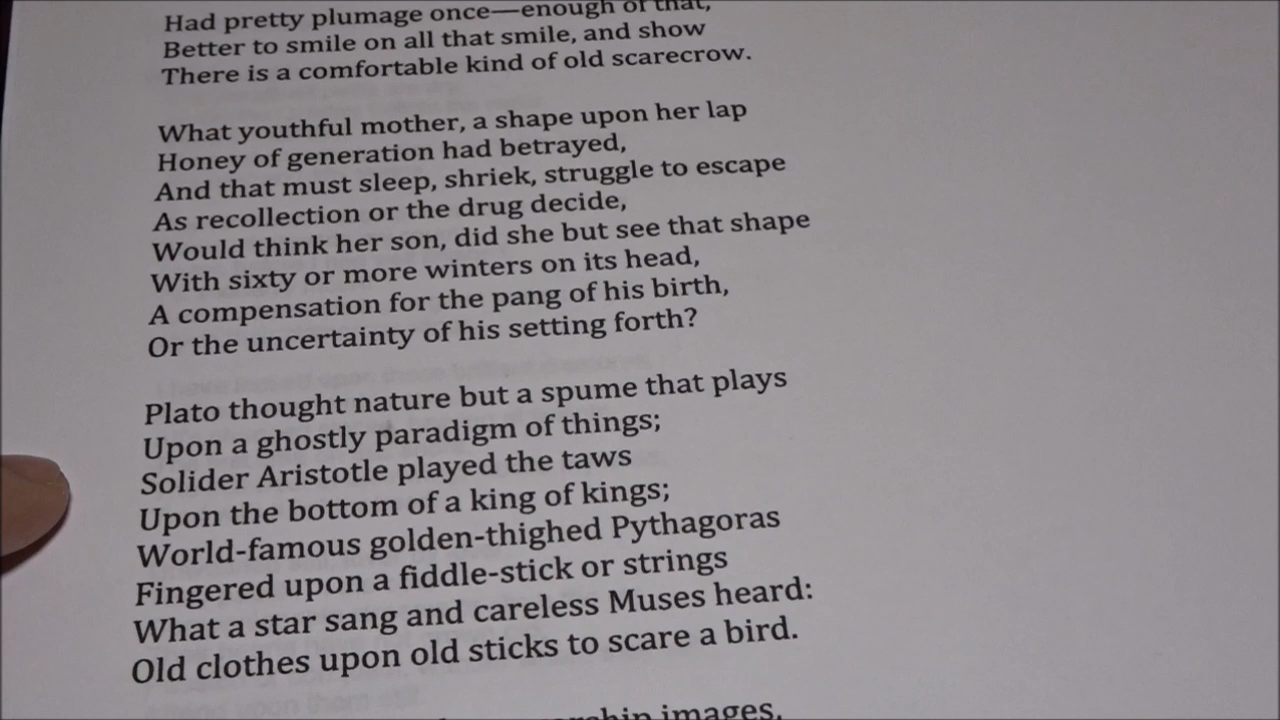 Had pretty plumage once—enough of that,
Better to smile on all that smile, and show
There is a comfortable kind of old scarecrow.
What youthful mother, a shape upon her lap
Honey of generation had betrayed,
And that must sleep, shriek, struggle to escape
As recollection or the drug decide,
Would think her son, did she but see that shape
With sixty or more winters on its head,
A compensation for the pang of his birth,
Or the uncertainty of his setting forth?
Plato thought nature but a spume that plays
Upon a ghostly paradigm of things;
Solider Aristotle played the taws
Upon the bottom of a king of kings;
World-famous golden-thighed Pythagoras
Fingered upon a fiddle-stick or strings
What a star sang and careless Muses heard:
Old clothes upon old sticks to scare a bird.
images,